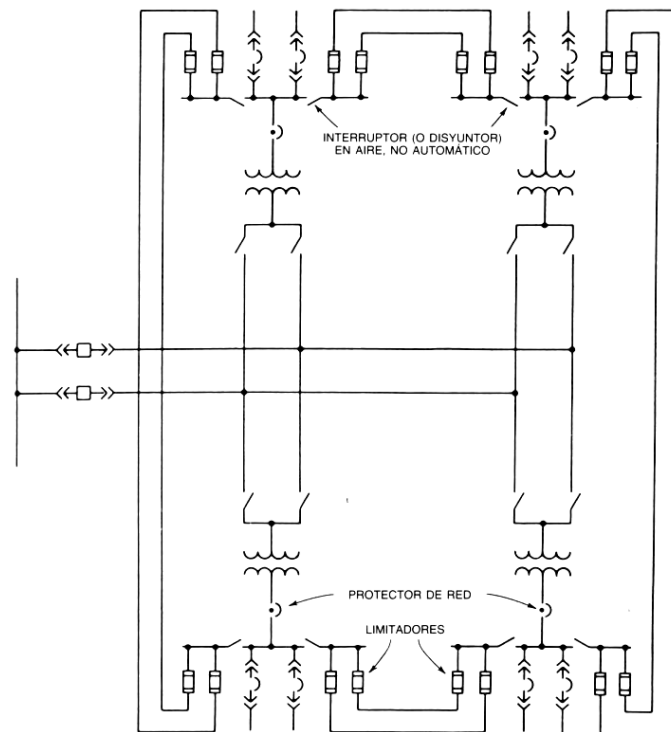 INTERRUPTOR (O DISYUNTOR)
EN AIRE, NO AUTOMÁTICO
PROTECTOR DE RED
LIMITADORES